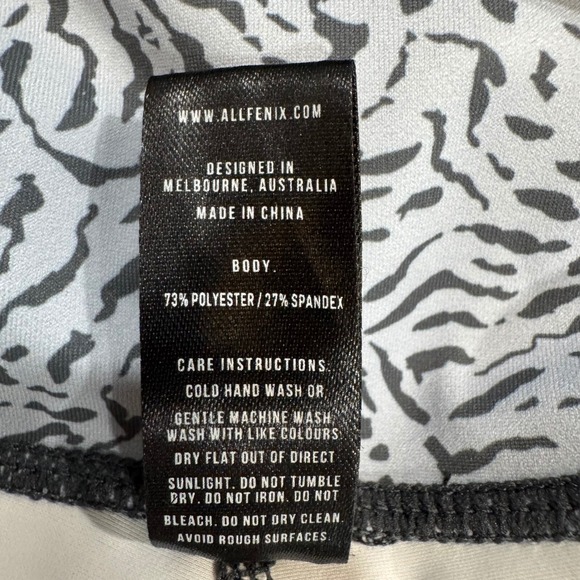 WWW.ALLFENIX.COM
DESIGNED IN
MELBOURNE, AUSTRALIA
MADE IN CHINA
BODY.
73% POLYESTER / 27% SPANDEX
CARE INSTRUCTIONS
COLD HAND WASH OR
GENTLE MACHINE WASH
WASH WITH LIKE COLOURS
DRY FLAT OUT OF DIRECT
SUNLIGHT. DO NOT TUMBLE
DRY. DO NOT IRON. DO NOT
BLEACH. DO NOT DRY CLEAN.
AVOID ROUGH SURFACES.